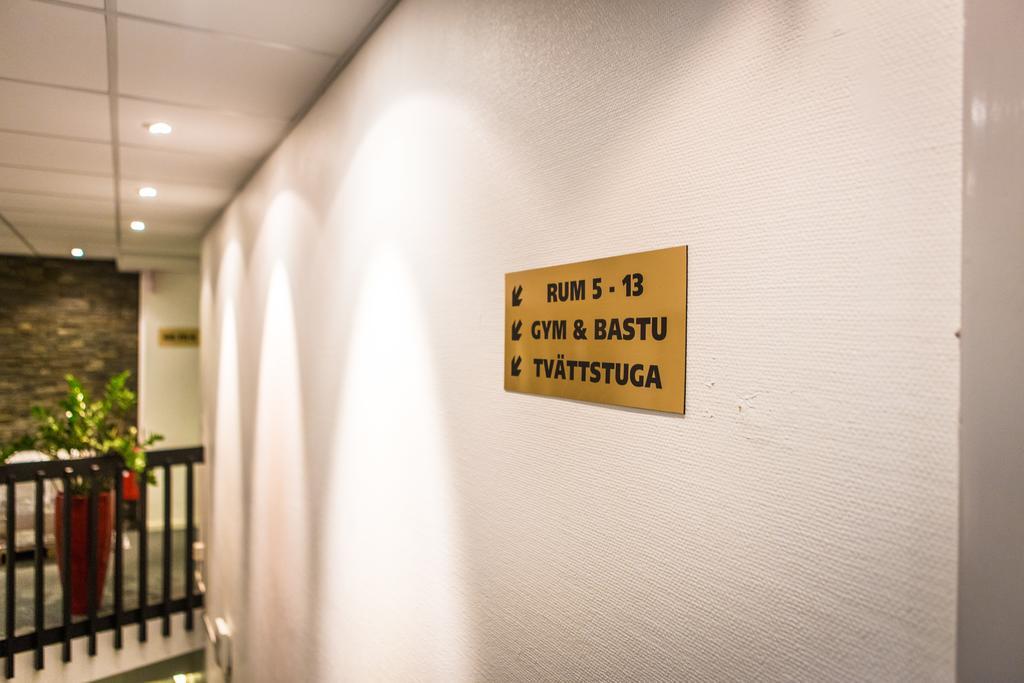 ↙ RUM 5 - 13
↙ GYM & BASTU
↙ TVÄTTSTUGA